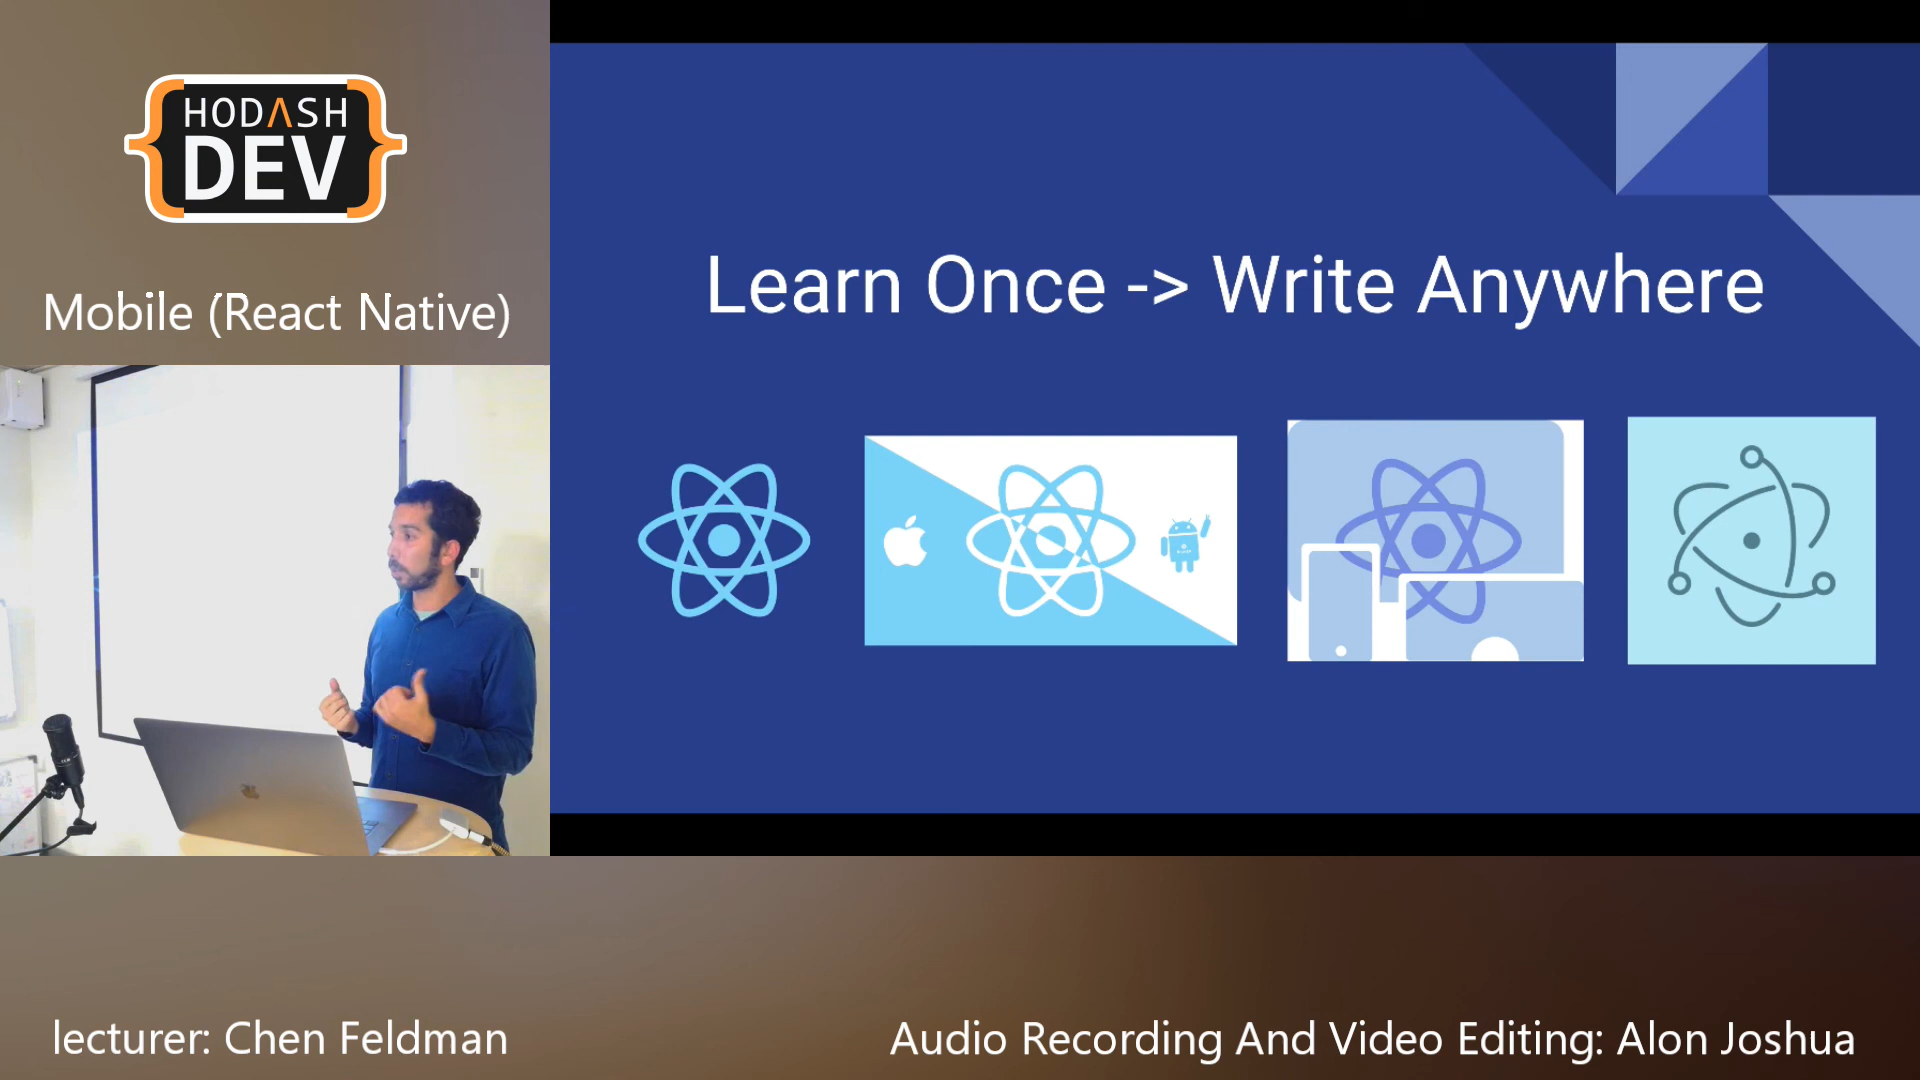 HODASH
DEV
Mobile (React Native)
Learn Once -> Write Anywhere
lecturer: Chen Feldman
Audio Recording And Video Editing: Alon Joshua